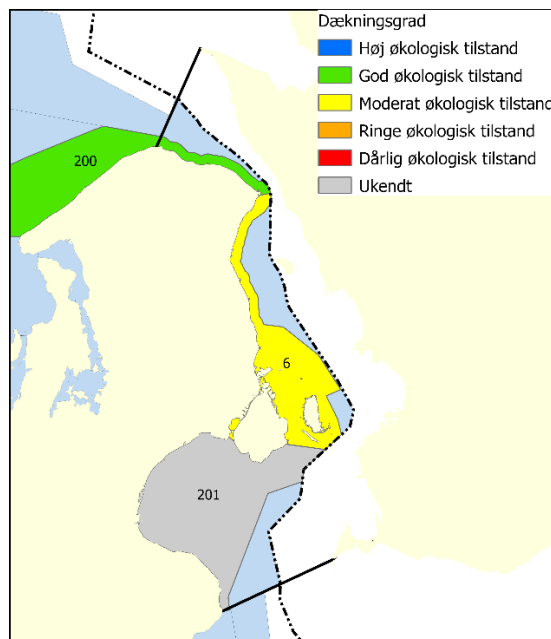 Dækningsgrad
Høj økologisk tilstand
God økologisk tilstand
Moderat økologisk tilstand
Ringe økologisk tilstand
Dårlig økologisk tilstand
Ukendt
200
6
201